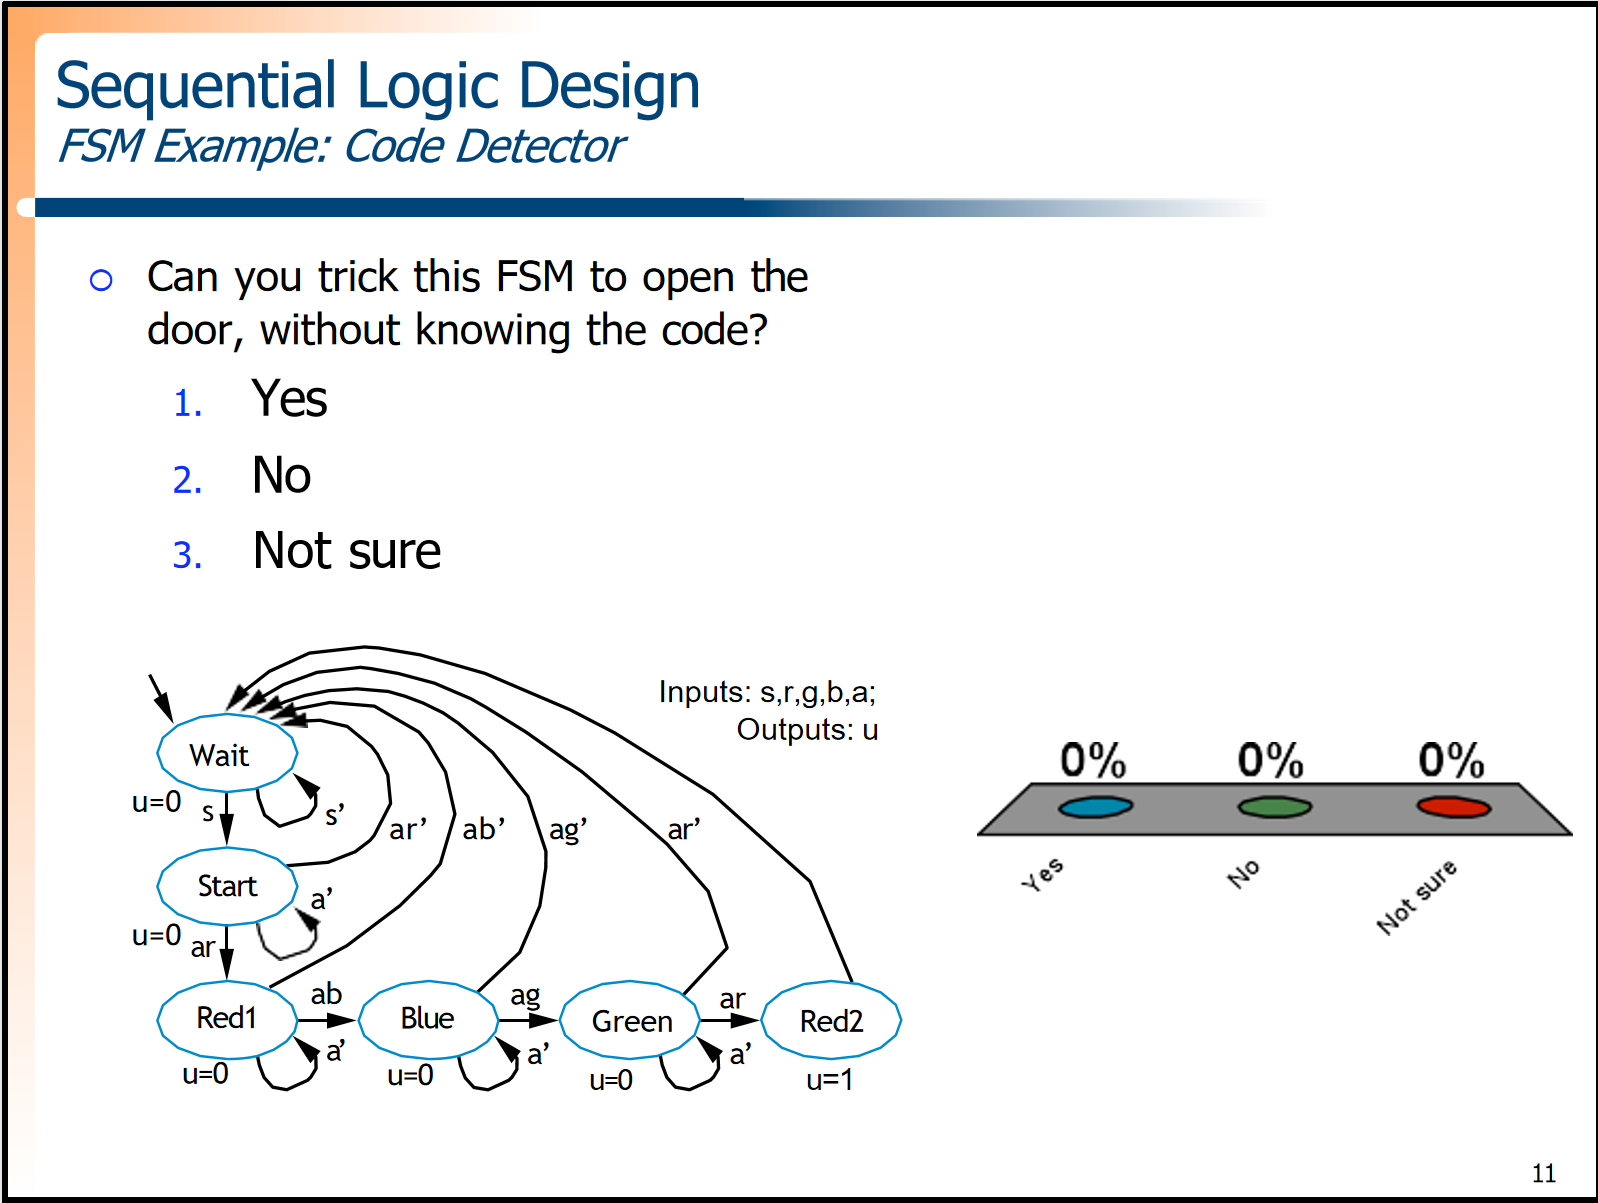 Sequential Logic Design
FSM Example: Code Detector
Can you trick this FSM to open the
door, without knowing the code?
1. Yes
2. No
3. Not sure
Inputs: s,r,g,b,a;
Outputs: u
Wait
u=0
s
s’
ar’
ab’
ag’
ar’
Start
a’
u=0
ar
Red1
ab
Blue
ag
Green
ar
Red2
a’
a’
a’
u=0
u=0
u=0
u=1
0%
0%
0%
Yes
No
Not sure
11